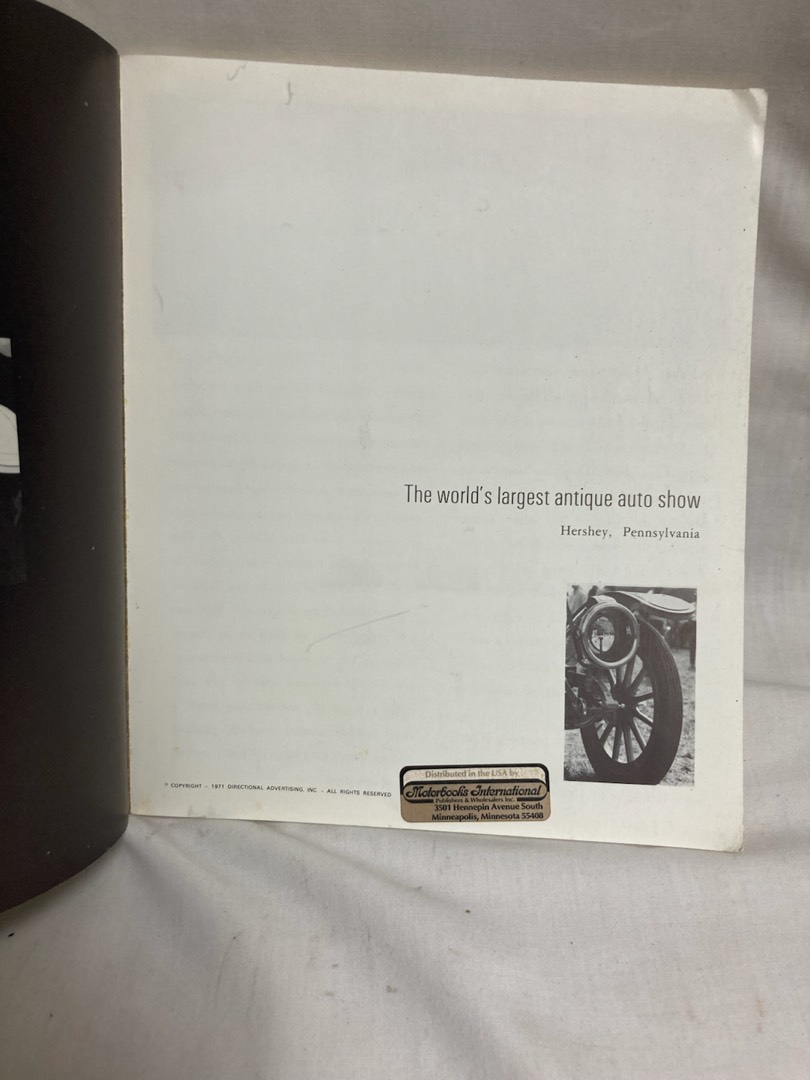 The world's largest antique auto show
Hershey, Pennsylvania
© COPYRIGHT - 1971 DIRECTIONAL ADVERTISING, INC. - ALL RIGHTS RESERVED
Distributed in the USA by
Motorbooks International
Publishers & Wholesalers Inc.
3501 Hennepin Avenue South
Minneapolis, Minnesota 55408